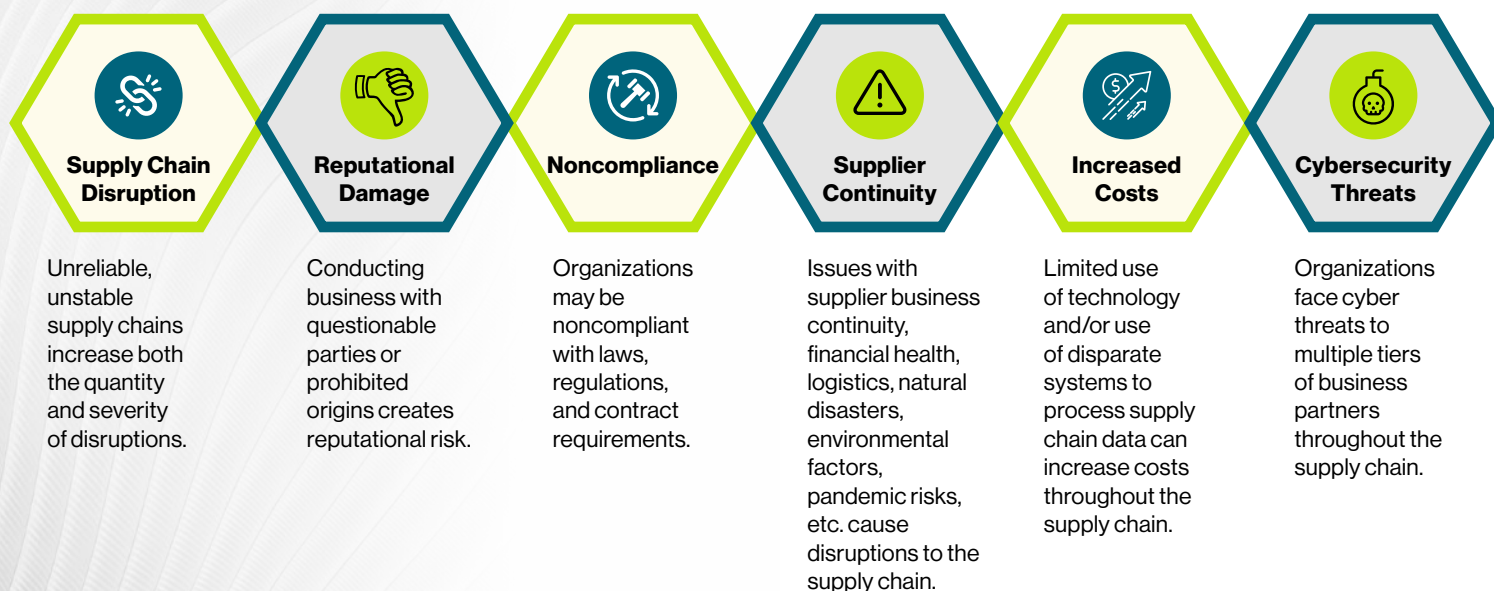 Supply Chain
Disruption
Unreliable,
unstable
supply chains
increase both
the quantity
and severity
of disruptions.
Reputational
Damage
Conducting
business with
questionable
parties or
prohibited
origins creates
reputational risk.
Noncompliance
Organizations
may be
noncompliant
with laws,
regulations,
and contract
requirements.
Supplier
Continuity
Issues with
supplier business
continuity,
financial health,
logistics, natural
disasters,
environmental
factors,
pandemic risks,
etc. cause
disruptions to the
supply chain.
Increased
Costs
$
Limited use
of technology
and/or use
of disparate
systems to
process supply
chain data can
increase costs
throughout the
supply chain.
Cybersecurity
Threats
Organizations
face cyber
threats to
multiple tiers
of business
partners
throughout the
supply chain.